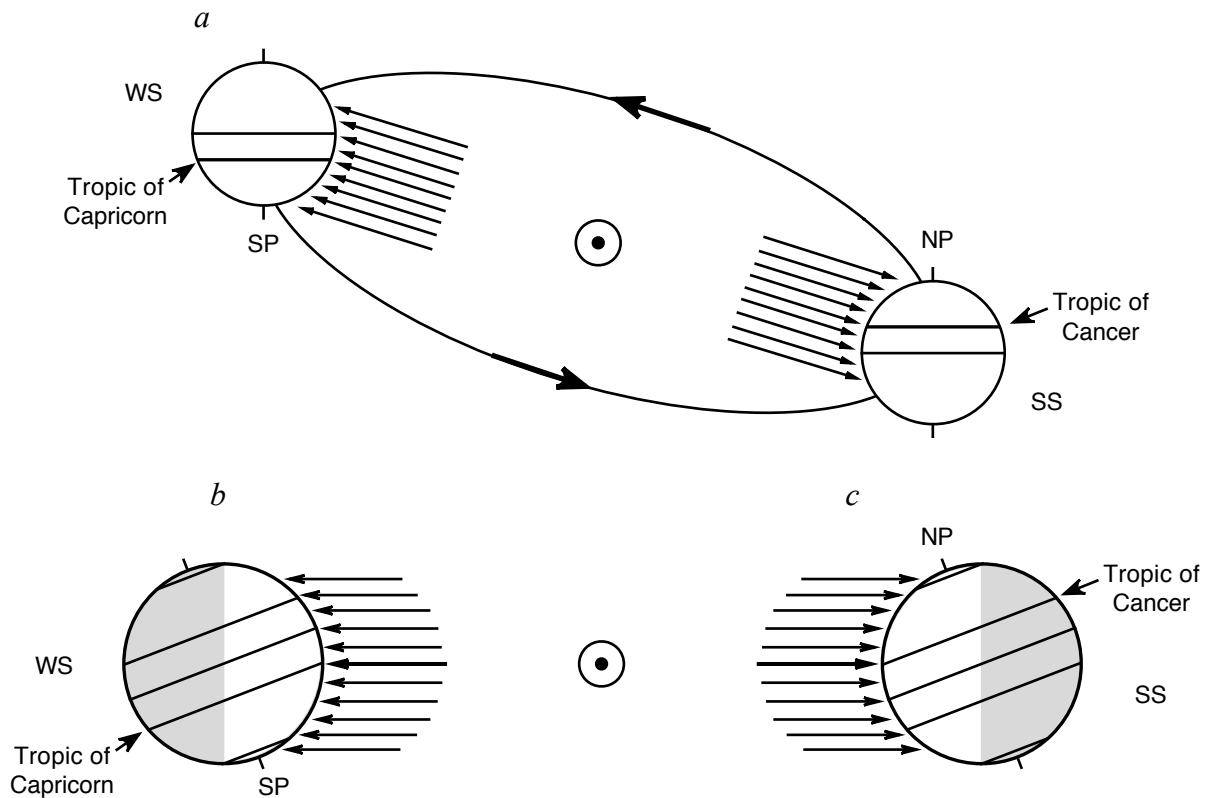 a
WS
Tropic of
Capricorn
SP
NP
Tropic of
Cancer
SS
b
c
NP
Tropic of
Cancer
WS
SS
Tropic of
Capricorn
SP